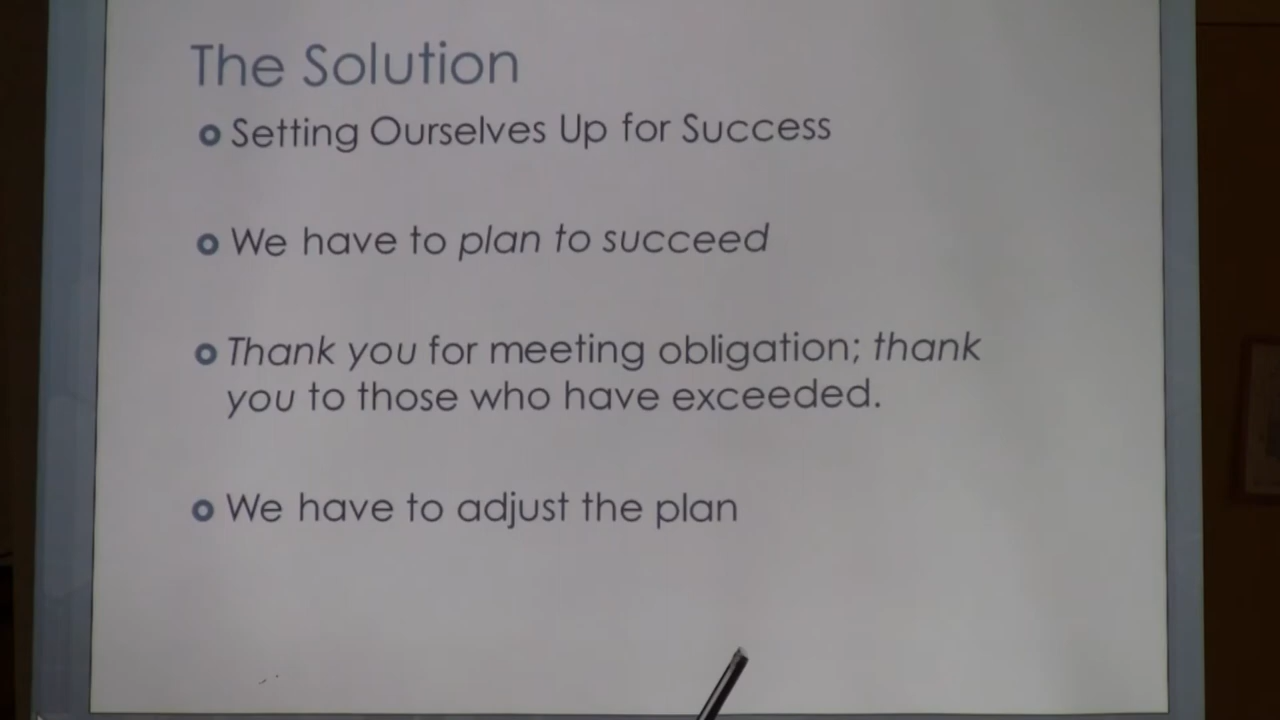 The Solution
Setting Ourselves Up for Success
We have to plan to succeed
Thank you for meeting obligation; thank
you to those who have exceeded.
We have to adjust the plan